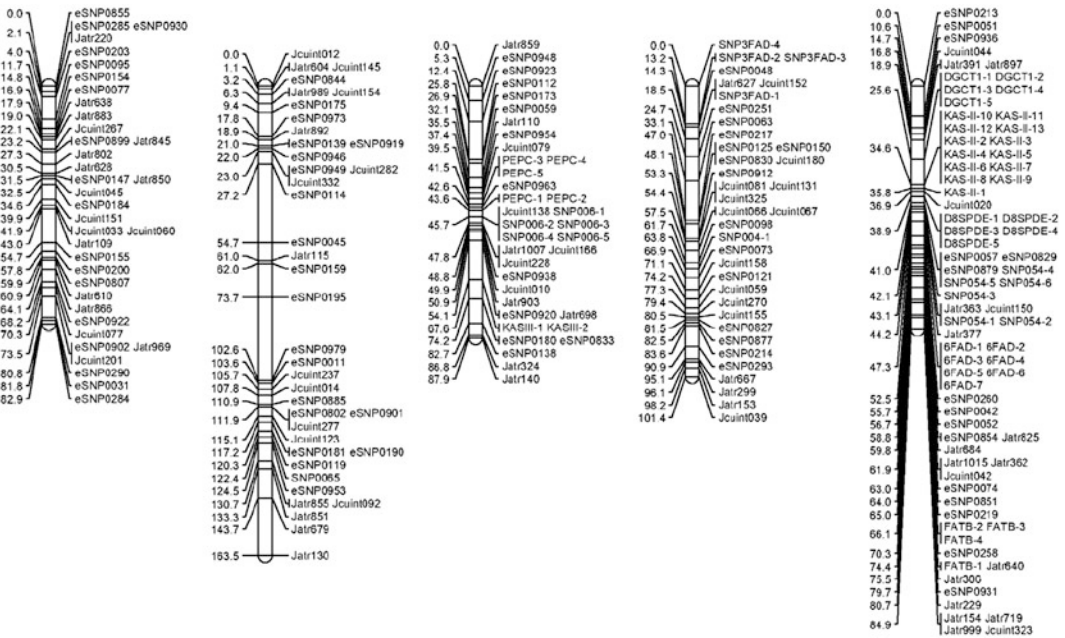 0.0 eSNP0855
2.1 eSNP0285 eSNP0930
Jatr220
4.0 eSNP0203
11.7 eSNP0095
14.8 eSNP0154
16.9 eSNP0077
17.9 Jatr638
19.0 Jatr883
22.1 Jcuint267
23.2 eSNP0899 Jatr845
27.3 Jatr802
30.5 Jatr628
31.5 eSNP0147 Jatr850
32.5 Jcuint045
34.5 eSNP0184
39.9 Jcuint151
41.9 Jcuint033 Jcuint060
43.0 Jatr109
54.7 eSNP0155
57.8 eSNP0200
59.9 eSNP0807
60.9 Jatr610
64.1 Jatr866
68.2 eSNP0922
70.3 Jcuint077
73.5 eSNP0902 Jatr969
Jcuint201
80.8 eSNP0290
81.8 eSNP0031
82.9 eSNP0284
0.0 Jcuint012
1.1 Jatr604 Jcuint145
3.2 eSNP0844
6.3 Jatr989 Jcuint154
9.4 eSNP0175
17.8 eSNP0973
18.9 Jatr892
21.0 eSNP0139 eSNP0919
22.0 eSNP0946
23.0 eSNP0949 Jcuint282
Jcuint332
27.2 eSNP0114
54.7 eSNP0045
61.0 Jatr115
62.0 eSNP0159
73.7 eSNP0195
102.6 eSNP0979
103.6 eSNP0011
105.7 Jcuint237
107.8 Jcuint014
110.9 eSNP0885
111.9 eSNP0802 eSNP0901
Jcuint277
115.1 Jcuint123
117.2 eSNP0181 eSNP0190
120.3 eSNP0119
122.4 SNP0065
124.5 eSNP0953
130.7 Jatr855 Jcuint092
133.3 Jatr851
143.7 Jatr679
163.5 Jatr130
0.0 Jatr859
5.3 eSNP0948
12.4 eSNP0923
25.8 eSNP0112
26.9 eSNP0173
32.1 eSNP0059
35.5 Jatr110
37.4 eSNP0954
39.5 Jcuint079
41.5 PEPC-3 PEPC-4
PEPC-5
42.6 eSNP0963
43.6 PEPC-1 PEPC-2
45.7 Jcuint138 SNP006-1
SNP006-2 SNP006-3
SNP006-4 SNP006-5
47.8 Jatr1007 Jcuint166
Jcuint228
48.8 eSNP0938
49.9 Jcuint010
50.9 Jatr903
54.1 eSNP0920 Jatr698
67.6 KASIII-1 KASIII-2
74.2 eSNP0180 eSNP0833
82.7 eSNP0138
86.8 Jatr324
87.9 Jatr140
0.0 SNP3FAD-4
13.2 SNP3FAD-2 SNP3FAD-3
14.3 eSNP0048
18.5 Jatr627 Jcuint152
SNP3FAD-1
24.7 eSNP0251
33.1 eSNP0063
47.0 eSNP0217
48.1 eSNP0125 eSNP0150
eSNP0830 Jcuint180
53.3 eSNP0912
54.4 Jcuint081 Jcuint131
Jcuint325
57.5 Jcuint066 Jcuint067
61.7 eSNP0098
63.8 SNP004-1
66.9 eSNP0073
71.1 Jcuint158
74.2 eSNP0121
77.3 Jcuint059
79.4 Jcuint270
80.5 Jcuint155
81.5 eSNP0827
82.5 eSNP0877
83.6 eSNP0214
90.9 eSNP0293
95.1 Jatr667
96.1 Jatr299
98.2 Jatr153
101.4 Jcuint039
0.0 eSNP0213
10.6 eSNP0051
14.7 eSNP0936
16.8 Jcuint044
18.9 Jatr391 Jatr897
25.6 DGCT1-1 DGCT1-2
DGCT1-3 DGCT1-4
DGCT1-5
34.6 KAS-II-10 KAS-II-11
KAS-II-12 KAS-II-13
KAS-II-2 KAS-II-3
KAS-II-4 KAS-II-5
KAS-II-6 KAS-II-7
KAS-II-8 KAS-II-9
35.8 KAS-II-1
36.9 Jcuint020
38.9 D8SPDE-1 D8SPDE-2
D8SPDE-3 D8SPDE-4
D8SPDE-5
41.0 eSNP0057 eSNP0829
eSNP0879 SNP054-4
SNP054-5 SNP054-6
42.1 SNP054-3
43.1 Jatr363 Jcuint150
SNP054-1 SNP054-2
44.2 Jatr377
47.3 6FAD-1 6FAD-2
6FAD-3 6FAD-4
6FAD-5 6FAD-6
6FAD-7
52.5 eSNP0260
55.7 eSNP0042
56.7 eSNP0052
58.8 eSNP0854 Jatr825
59.8 Jatr684
61.9 Jatr1015 Jatr362
Jcuint042
63.0 eSNP0074
64.0 eSNP0851
65.0 eSNP0219
66.1 FATB-2 FATB-3
FATB-4
70.3 eSNP0258
74.4 FATB-1 Jatr640
75.5 Jatr300
79.7 eSNP0931
80.7 Jatr229
84.9 Jatr154 Jatr719
Jatr999 Jcuint323